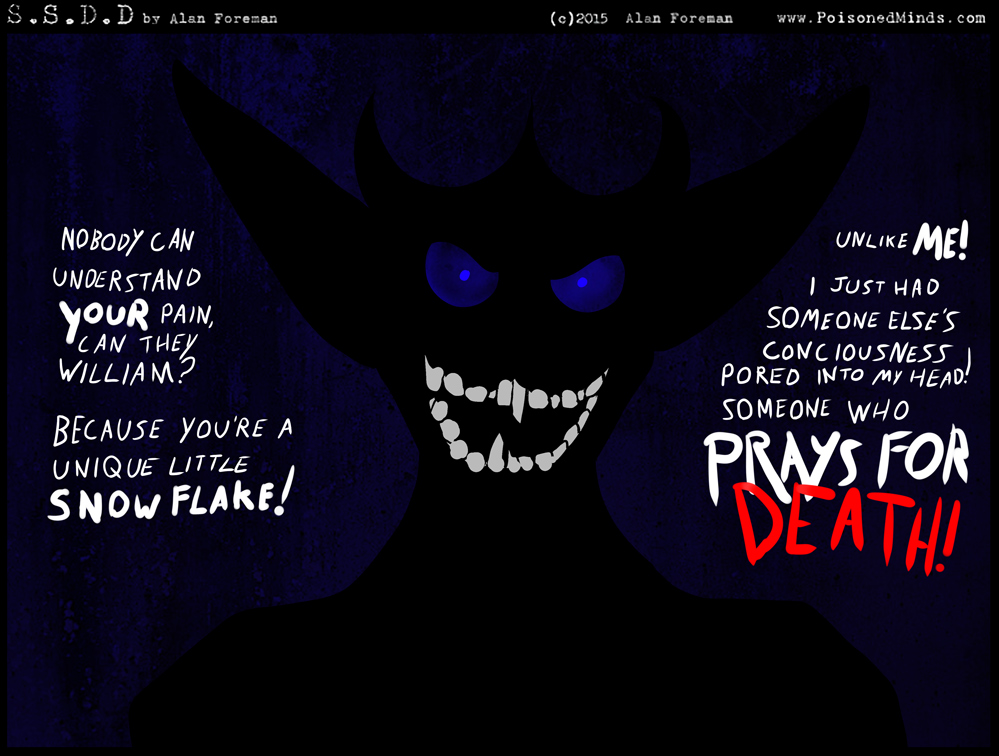 S.S.D.D by Alan Foreman (c)2015 Alan Foreman www.PoisonedMinds.com
NOBODY CAN
UNDERSTAND
YOUR PAIN,
CAN THEY
WILLIAM?
BECAUSE YOU'RE A
UNIQUE LITTLE
SNOWFLAKE!
UNLIKE ME!
I JUST HAD
SOMEONE ELSE'S
CONCIOUSNESS
PORED INTO MY HEAD!
SOMEONE WHO
PRAYS FOR
DEATH!!